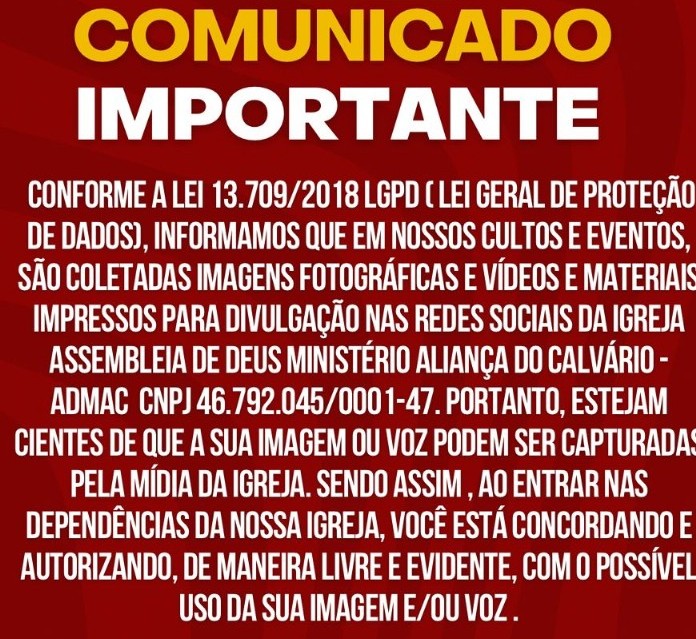 COMUNICADO
IMPORTANTE
CONFORME A LEI 13.709/2018 LGPD ( LEI GERAL DE PROTEÇÃO
DE DADOS), INFORMAMOS QUE EM NOSSOS CULTOS E EVENTOS,
SÃO COLETADAS IMAGENS FOTOGRÁFICAS E VÍDEOS E MATERIAIS
IMPRESSOS PARA DIVULGAÇÃO NAS REDES SOCIAIS DA IGREJA
ASSEMBLEIA DE DEUS MINISTÉRIO ALIANÇA DO CALVÁRIO -
ADMAC CNPJ 46.792.045/0001-47. PORTANTO, ESTEJAM
CIENTES DE QUE A SUA IMAGEM OU VOZ PODEM SER CAPTURADAS
PELA MÍDIA DA IGREJA. SENDO ASSIM , AO ENTRAR NAS
DEPENDÊNCIAS DA NOSSA IGREJA, VOCÊ ESTÁ CONCORDANDO E
AUTORIZANDO, DE MANEIRA LIVRE E EVIDENTE, COM O POSSÍVEL
USO DA SUA IMAGEM E/OU VOZ .